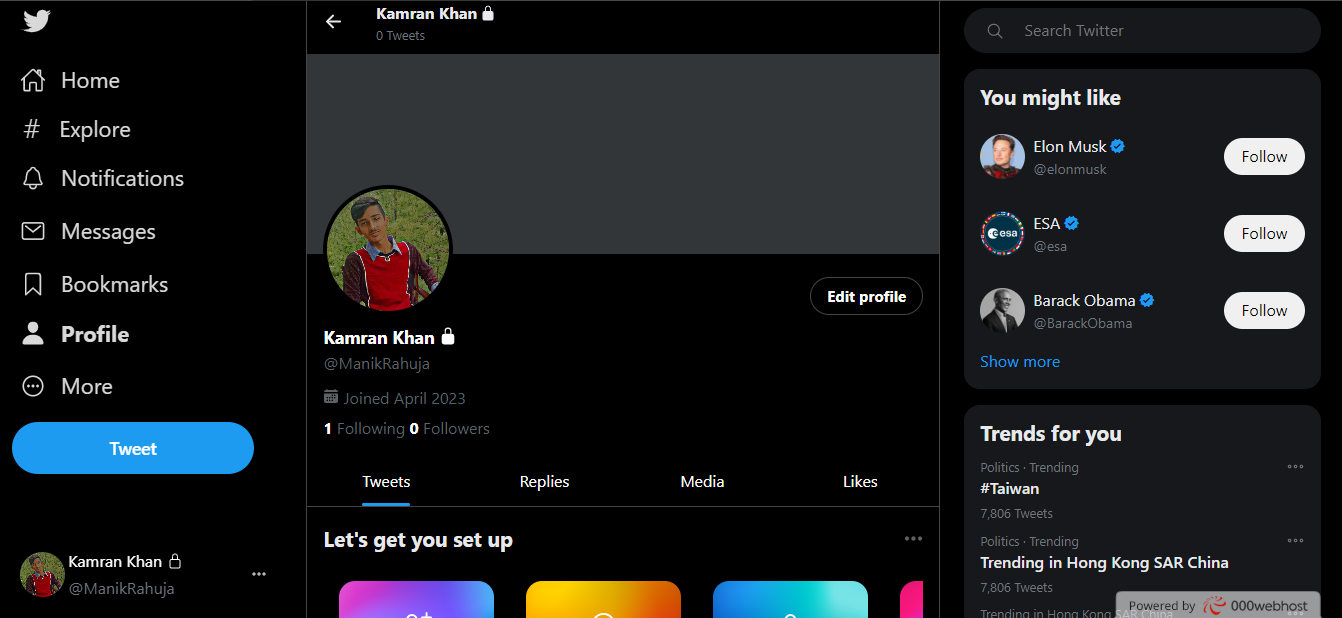 Home
# Explore
Notifications
Messages
Bookmarks
Profile
More
Tweet
Kamran Khan
@ManikRahuja
Kamran Khan
0 Tweets
Edit profile
Kamran Khan
@ManikRahuja
Joined April 2023
1 Following 0 Followers
Tweets Replies Media Likes
Let's get you set up
Search Twitter
You might like
Elon Musk
@elonmusk
Follow
esa
ESA
@esa
Follow
Barack Obama
@BarackObama
Follow
Show more
Trends for you
Politics · Trending
#Taiwan
7,806 Tweets
Politics · Trending
Trending in Hong Kong SAR China
7,806 Tweets
Trending in Hong Kong SAR China
Powered by 000webhost